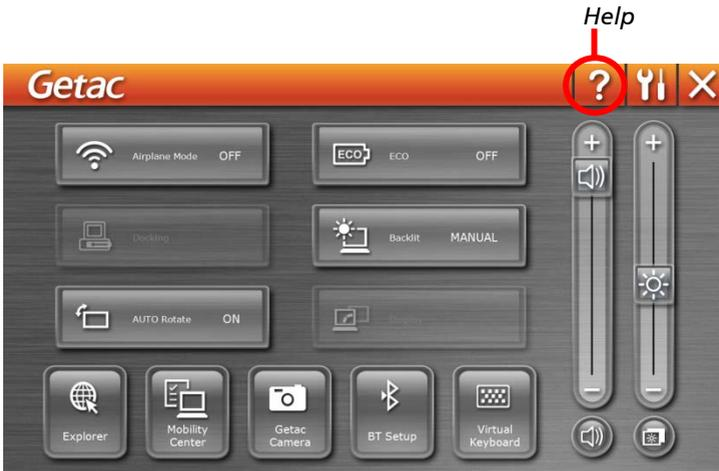 Help
Getac
?
Airplane Mode OFF
ECO ECO OFF
Docking
Backlit MANUAL
AUTO Rotate ON
Explorer
Mobility
Center
Getac
Camera
BT Setup
Virtual
Keyboard